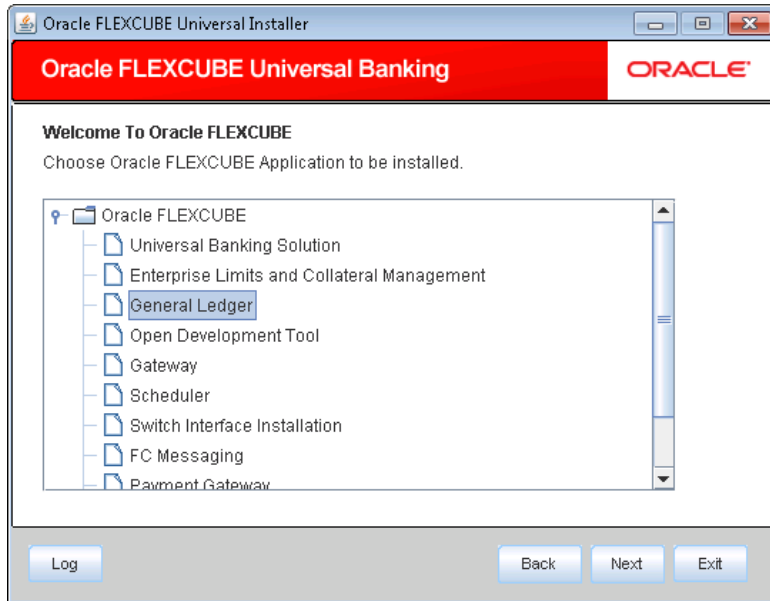 Oracle FLEXCUBE Universal Installer
Oracle FLEXCUBE Universal Banking
ORACLE
Welcome To Oracle FLEXCUBE
Choose Oracle FLEXCUBE Application to be installed.
Oracle FLEXCUBE
Universal Banking Solution
Enterprise Limits and Collateral Management
General Ledger
Open Development Tool
Gateway
Scheduler
Switch Interface Installation
FC Messaging
Payment Gateway
Log
Back
Next
Exit